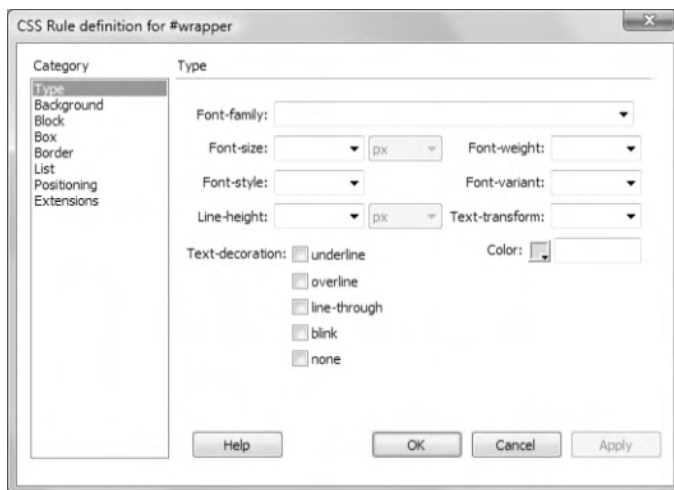 CSS Rule definition for #wrapper
Category
Type
Type
Background
Block
Box
Border
List
Positioning
Extensions
Font-family:
Font-size: px Font-weight:
Font-style: Font-variant:
Line-height: px Text-transform:
Text-decoration: underline Color:
overline
line-through
blink
none
Help OK Cancel Apply